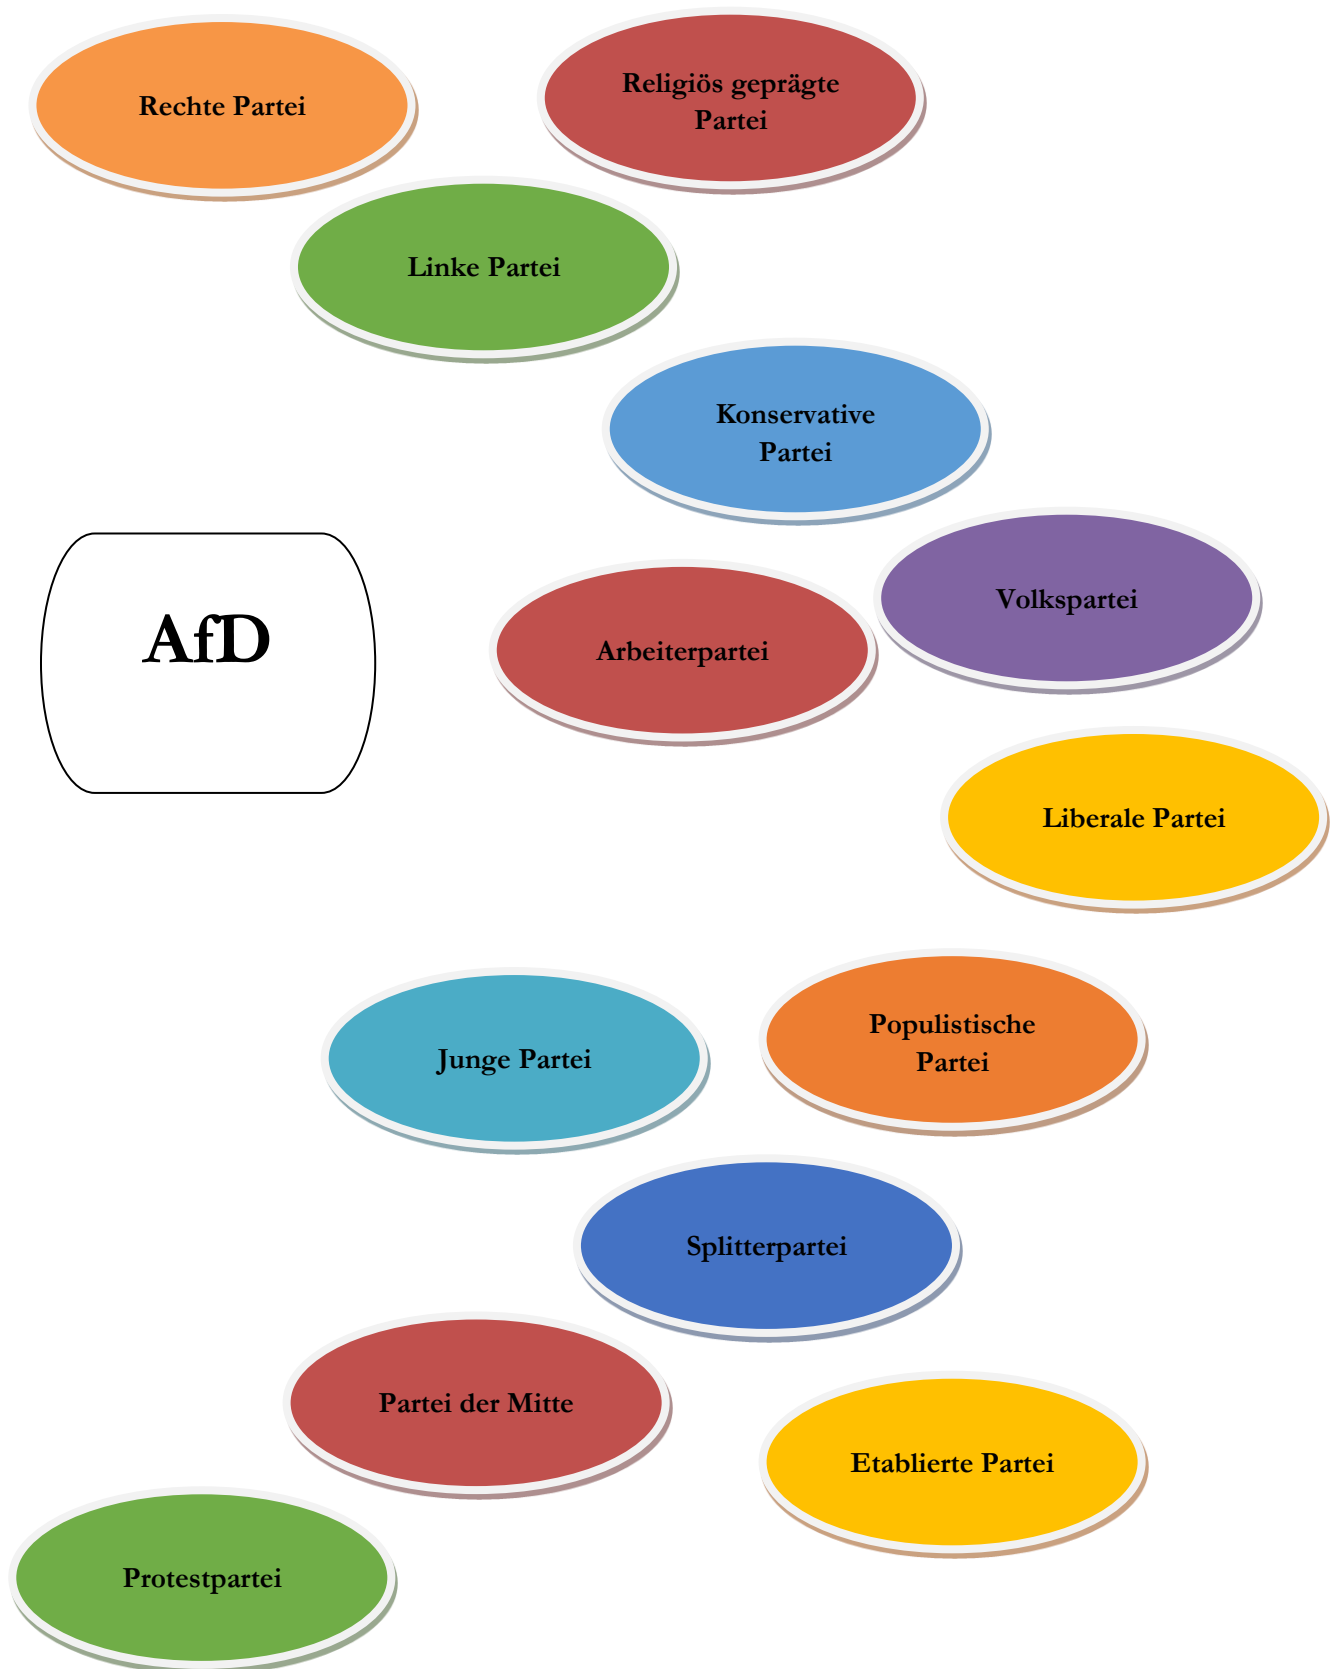 Rechte Partei
Religiös geprägte
Partei
Linke Partei
Konservative
Partei
Volkspartei
AfD
Arbeiterpartei
Liberale Partei
Junge Partei
Populistische
Partei
Splitterpartei
Partei der Mitte
Etablierte Partei
Protestpartei